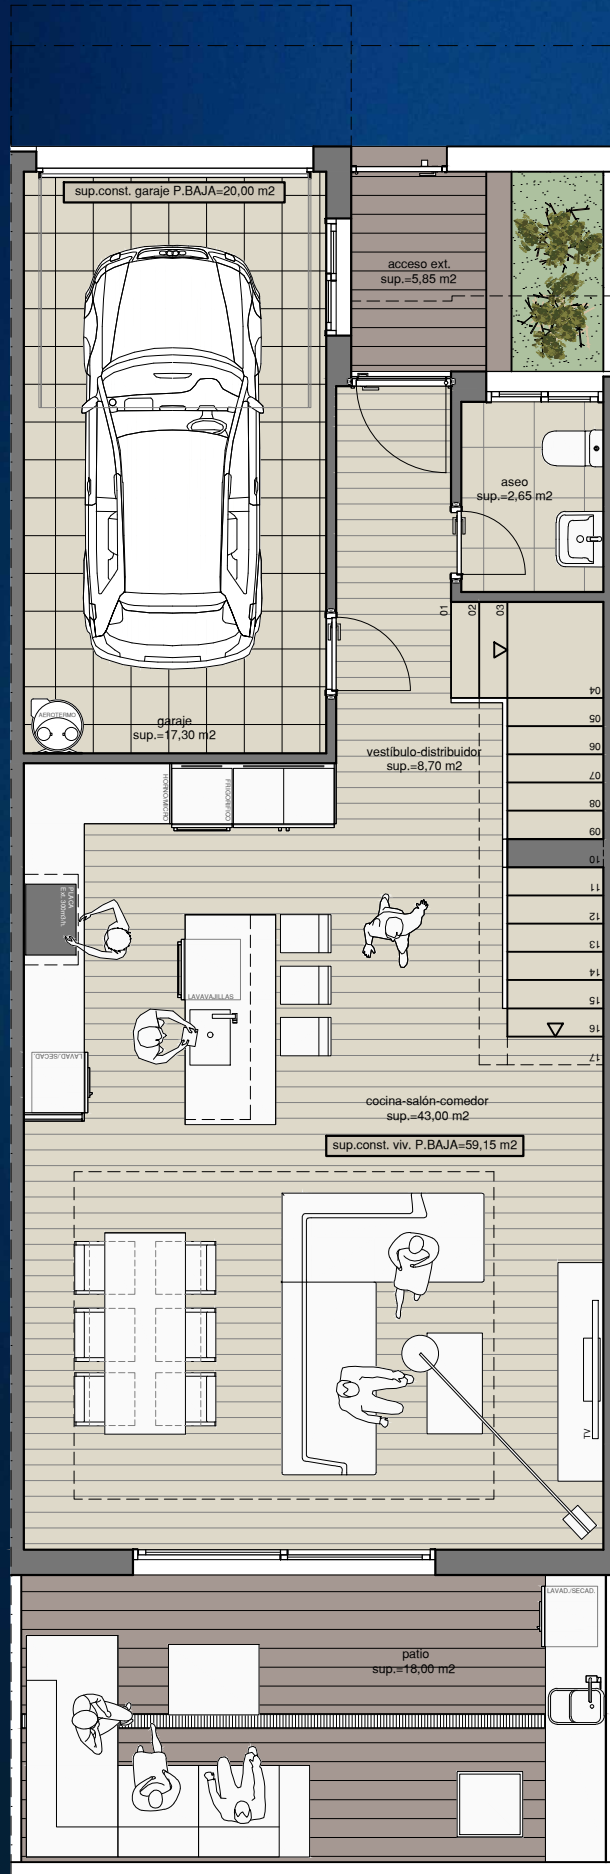 sup.const. garaje P.BAJA=20,00 m2
acceso ext.
sup.=5,85 m2
aseo
sup.=2,65 m2
01
02
03
04
05
06
07
08
09
10
11
12
13
14
15
16
17
AEROTERMO
garaje
sup.=17,30 m2
vestíbulo-distribuidor
sup.=8,70 m2
HORNO/MICRO
FRIGORIFICO
PLACA
LAVAVAJILLAS
LAVAD./SECAD
cocina-salón-comedor
sup.=43,00 m2
sup.const. viv. P.BAJA=59,15 m2
TV
LAVAD./SECAD.
patio
sup.=18,00 m2